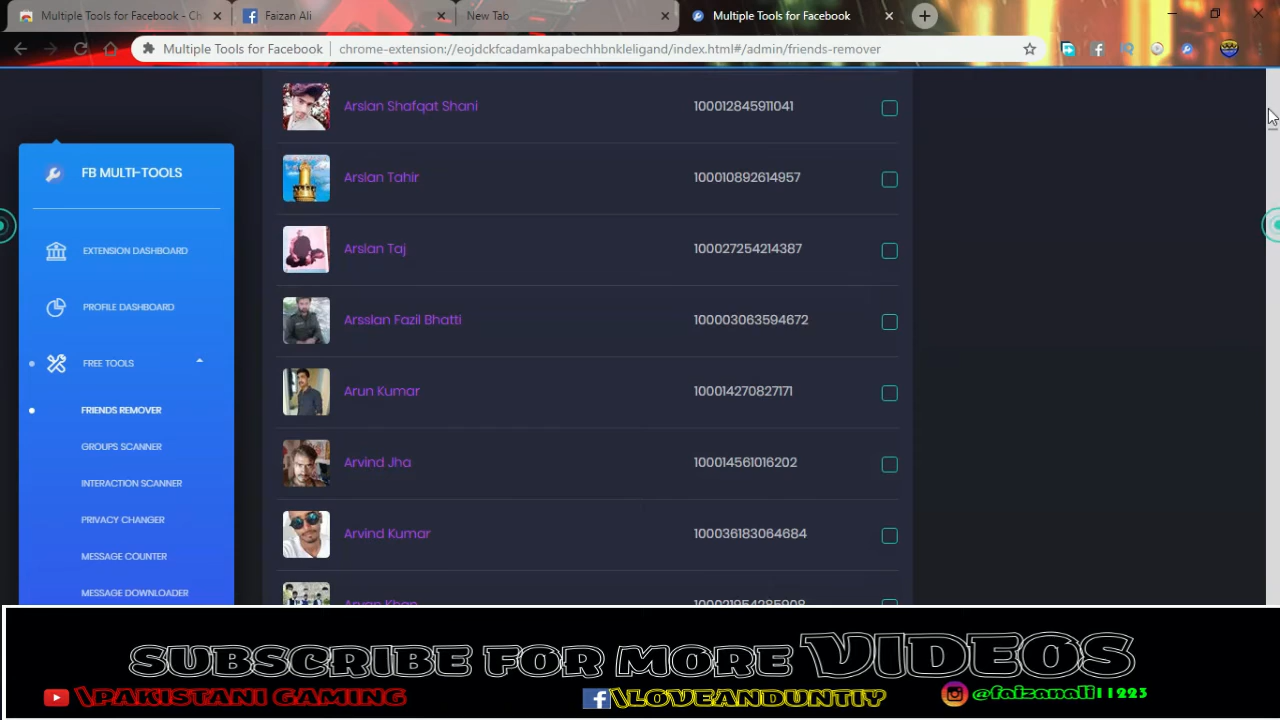 Multiple Tools for Facebook - Ch
Faizan Ali
New Tab
Multiple Tools for Facebook
Multiple Tools for Facebook
chrome-extension://eojdckfcadamkapabechhbnkleligand/index.html#/admin/friends-remover
FB MULTI-TOOLS
EXTENSION DASHBOARD
PROFILE DASHBOARD
FREE TOOLS
FRIENDS REMOVER
GROUPS SCANNER
INTERACTION SCANNER
PRIVACY CHANGER
MESSAGE COUNTER
MESSAGE DOWNLOADER
Arslan Shafqat Shani 100012845911041
Arslan Tahir 100010892614957
Arslan Taj 100027254214387
Arsslan Fazil Bhatti 100003063594672
Arun Kumar 100014270827171
Arvind Jha 100014561016202
Arvind Kumar 100036183064684
Aryan Khan 100021954285908
SUBSCRIBE FOR MORE VIDEOS
\PAKISTANI GAMING
\LOVEANDUNTIY
@faizanali11223